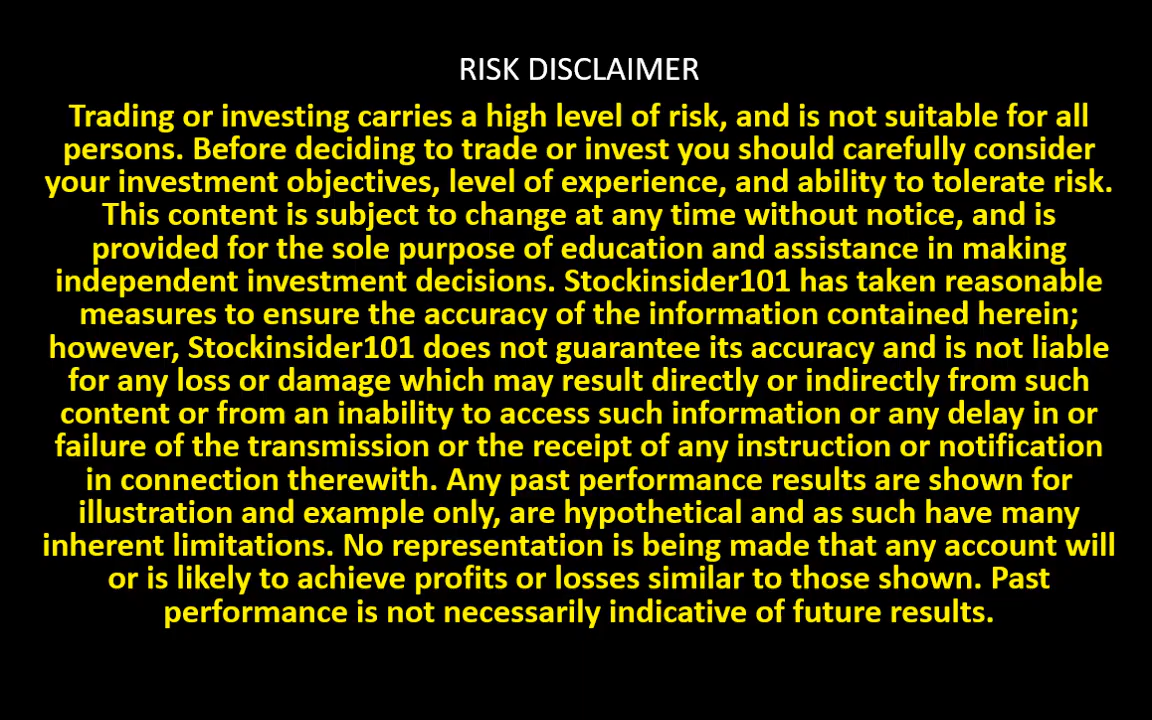 RISK DISCLAIMER
Trading or investing carries a high level of risk, and is not suitable for all
persons. Before deciding to trade or invest you should carefully consider
your investment objectives, level of experience, and ability to tolerate risk.
This content is subject to change at any time without notice, and is
provided for the sole purpose of education and assistance in making
independent investment decisions. Stockinsider101 has taken reasonable
measures to ensure the accuracy of the information contained herein;
however, Stockinsider101 does not guarantee its accuracy and is not liable
for any loss or damage which may result directly or indirectly from such
content or from an inability to access such information or any delay in or
failure of the transmission or the receipt of any instruction or notification
in connection therewith. Any past performance results are shown for
illustration and example only, are hypothetical and as such have many
inherent limitations. No representation is being made that any account will
or is likely to achieve profits or losses similar to those shown. Past
performance is not necessarily indicative of future results.